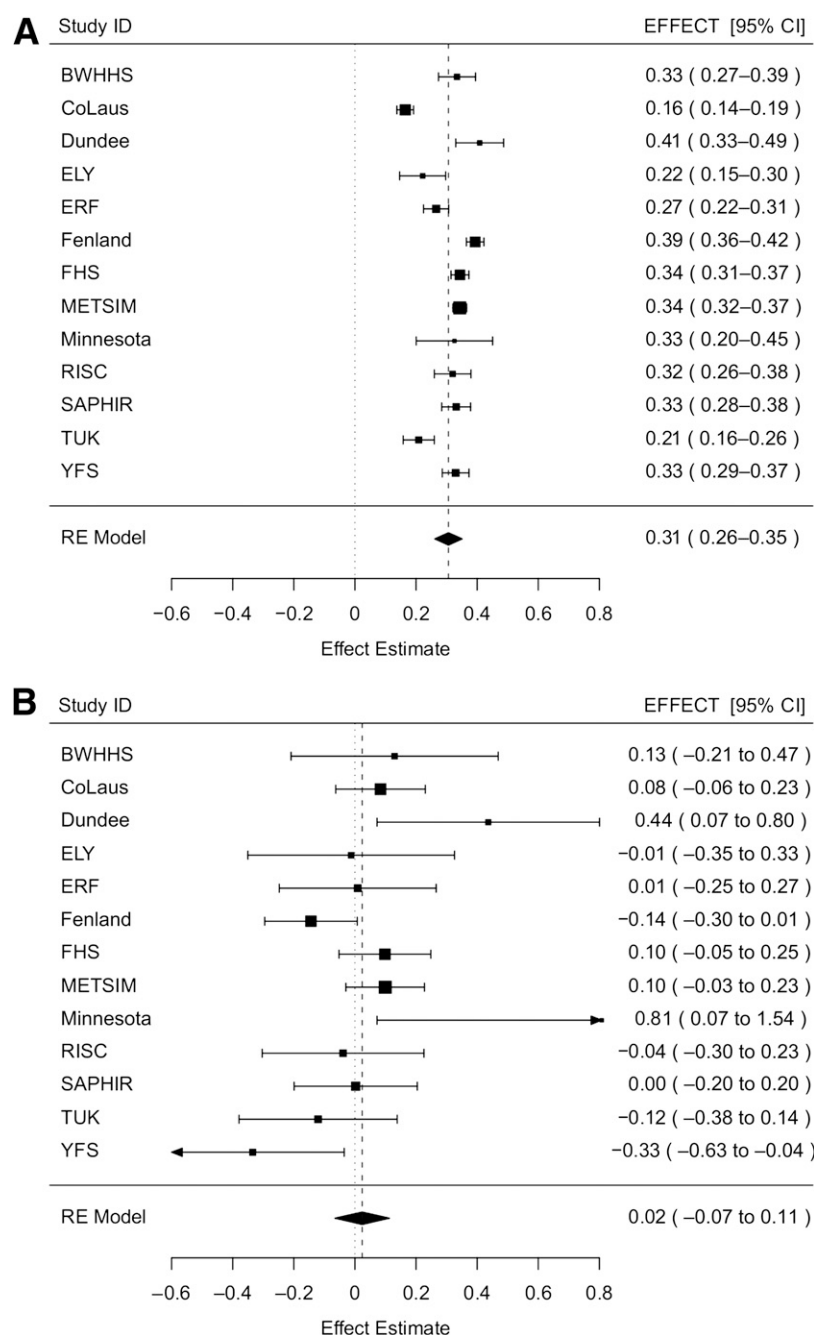 A Study ID EFFECT [95% CI]
BWHHS 0.33 ( 0.27–0.39 )
CoLaus 0.16 ( 0.14–0.19 )
Dundee 0.41 ( 0.33–0.49 )
ELY 0.22 ( 0.15–0.30 )
ERF 0.27 ( 0.22–0.31 )
Fenland 0.39 ( 0.36–0.42 )
FHS 0.34 ( 0.31–0.37 )
METSIM 0.34 ( 0.32–0.37 )
Minnesota 0.33 ( 0.20–0.45 )
RISC 0.32 ( 0.26–0.38 )
SAPHIR 0.33 ( 0.28–0.38 )
TUK 0.21 ( 0.16–0.26 )
YFS 0.33 ( 0.29–0.37 )
RE Model 0.31 ( 0.26–0.35 )
−0.6 −0.4 −0.2 0 0.2 0.4 0.6 0.8
Effect Estimate
B Study ID EFFECT [95% CI]
BWHHS 0.13 ( −0.21 to 0.47 )
CoLaus 0.08 ( −0.06 to 0.23 )
Dundee 0.44 ( 0.07 to 0.80 )
ELY −0.01 ( −0.35 to 0.33 )
ERF 0.01 ( −0.25 to 0.27 )
Fenland −0.14 ( −0.30 to 0.01 )
FHS 0.10 ( −0.05 to 0.25 )
METSIM 0.10 ( −0.03 to 0.23 )
Minnesota 0.81 ( 0.07 to 1.54 )
RISC −0.04 ( −0.30 to 0.23 )
SAPHIR 0.00 ( −0.20 to 0.20 )
TUK −0.12 ( −0.38 to 0.14 )
YFS −0.33 ( −0.63 to −0.04 )
RE Model 0.02 ( −0.07 to 0.11 )
−0.6 −0.4 −0.2 0 0.2 0.4 0.6 0.8
Effect Estimate